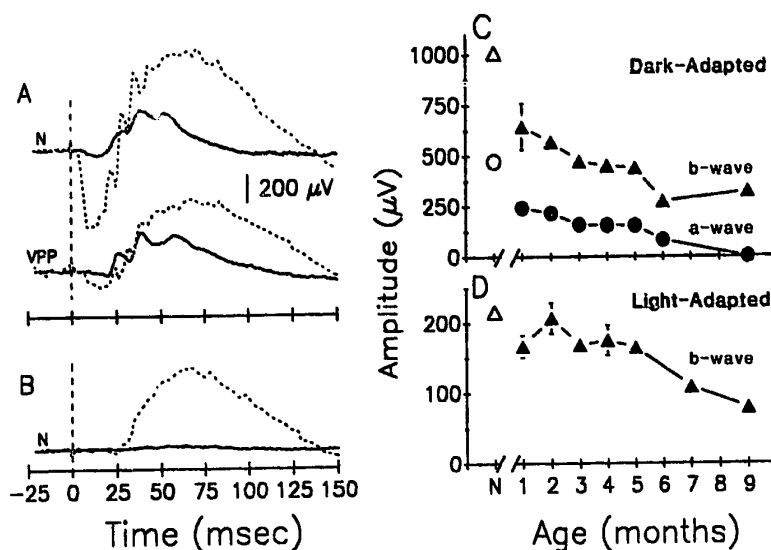 A
N
200 µV
VPP
-25 0 25 50 75 100 125 150
B
N
Time (msec)
C
Dark-Adapted
1000
750
500
250
0
b-wave
a-wave
Amplitude (µV)
D
Light-Adapted
200
100
0
b-wave
N 1 2 3 4 5 6 7 8 9
Age (months)